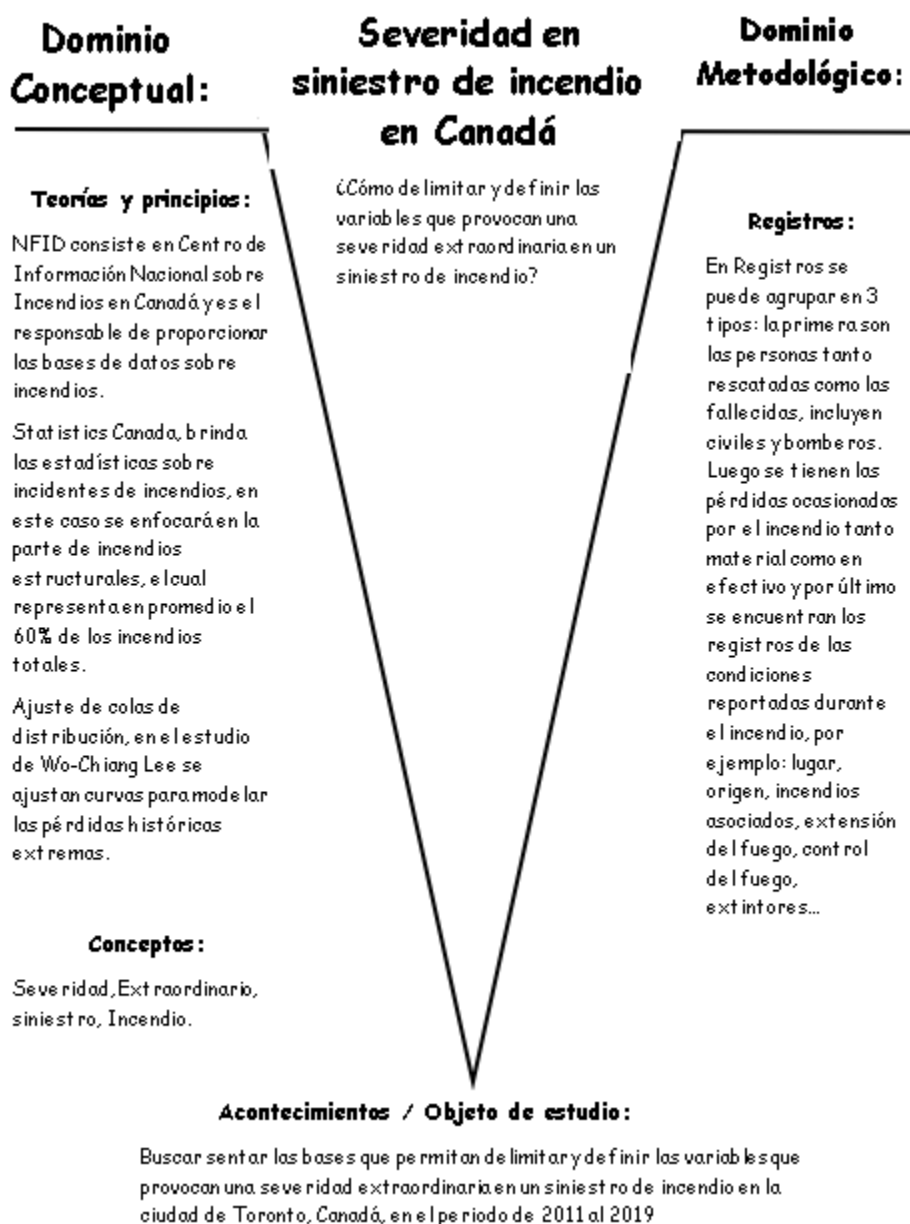 Dominio
Conceptual:
Severidad en
siniestro de incendio
en Canadá
Dominio
Metodológico:
¿Cómo delimitar y definir las
variables que provocan una
severidad extraordinaria en un
siniestro de incendio?
Teorías y principios:
NFID consiste en Centro de
Información Nacional sobre
Incendios en Canadá y es el
responsable de proporcionar
las bases de datos sobre
incendios.
Statistics Canada, brinda
las estadísticas sobre
incidentes de incendios, en
este caso se enfocará en la
parte de incendios
estructurales, el cual
representa en promedio el
60% de los incendios
totales.
Ajuste de colas de
distribución, en el estudio
de Wo-Chiang Lee se
ajustan curvas para modelar
las pérdidas históricas
extremas.
Conceptos:
Severidad, Extraordinario,
siniestro, Incendio.
Registros:
En Registros se
puede agrupar en 3
tipos: la primera son
las personas tanto
rescatadas como las
fallecidas, incluyen
civiles y bomberos.
Luego se tienen las
pérdidas ocasionadas
por el incendio tanto
material como en
efectivo y por último
se encuentran los
registros de las
condiciones
reportadas durante
el incendio, por
ejemplo: lugar,
origen, incendios
asociados, extensión
del fuego, control
del fuego,
extintores...
Acontecimientos / Objeto de estudio:
Buscar sentar las bases que permitan delimitar y definir las variables que
provocan una severidad extraordinaria en un siniestro de incendio en la
ciudad de Toronto, Canadá, en el periodo de 2011 al 2019